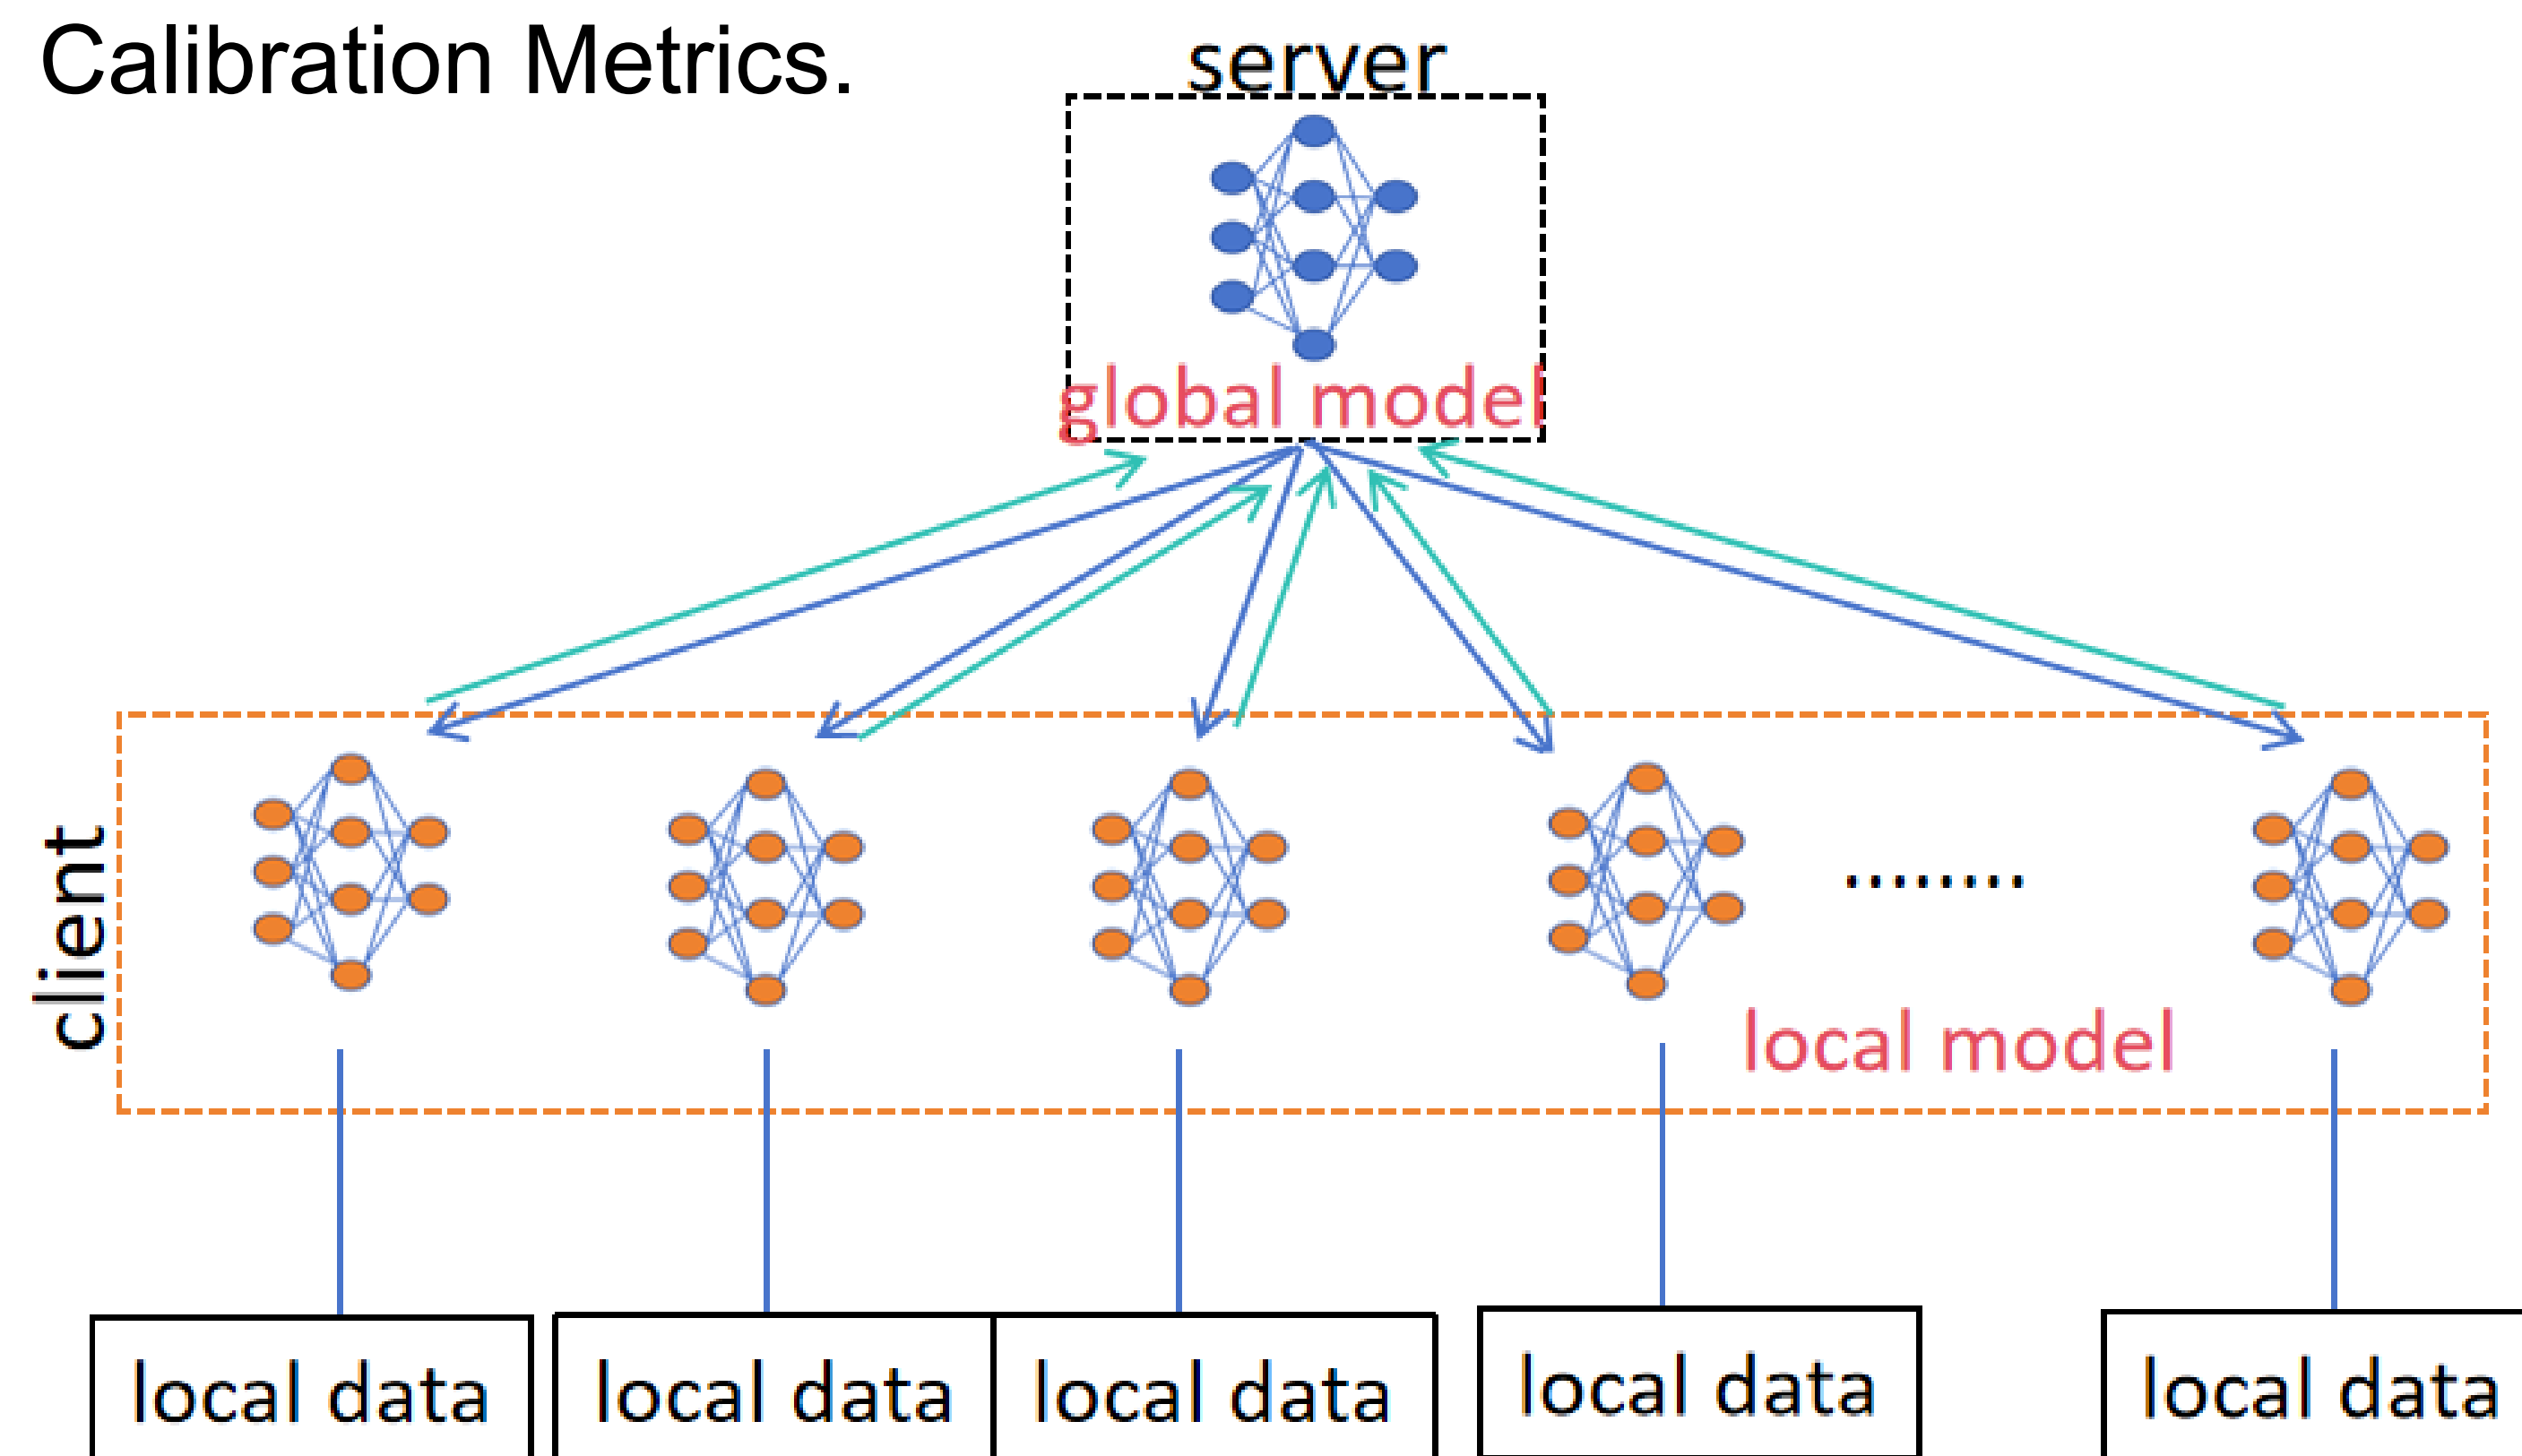 Calibration Metrics.
server
global model
client
........
local model
local data
local data
local data
local data
local data